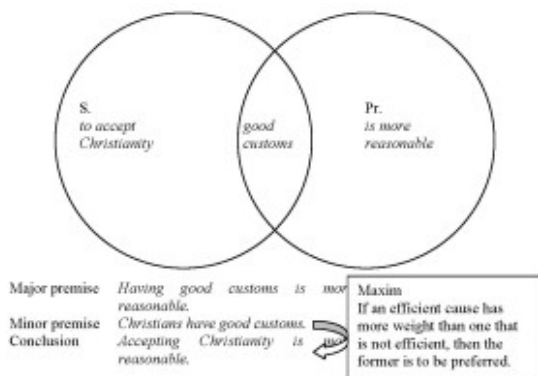 S.
to accept
Christianity
good
customs
Pr.
is more
reasonable
Major premise Having good customs is more
reasonable.
Minor premise Christians have good customs.
Conclusion Accepting Christianity is
reasonable.
Maxim
If an efficient cause has
more weight than one that
is not efficient, then the
former is to be preferred.